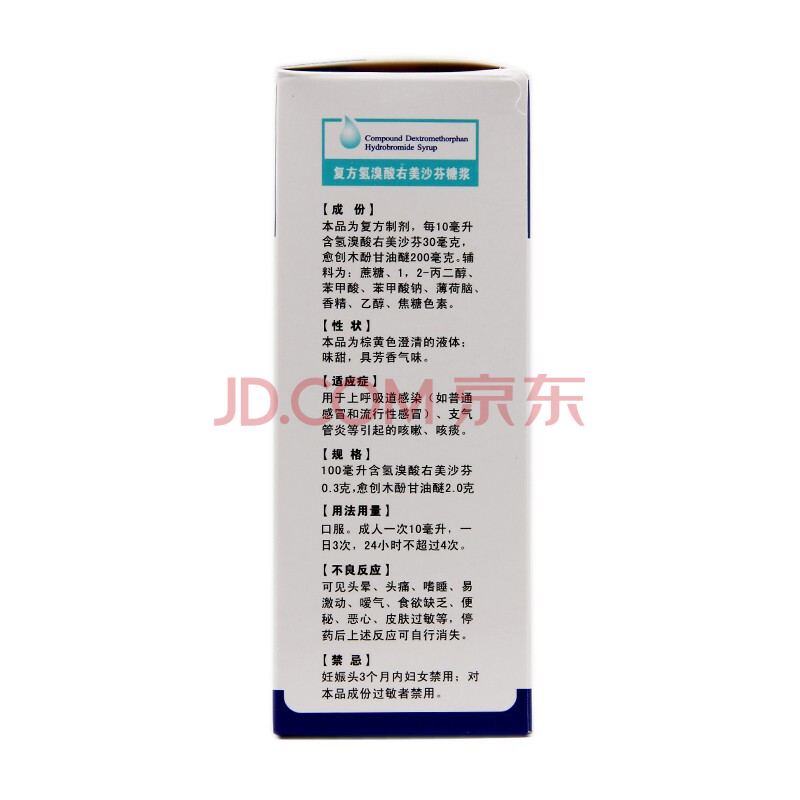 Compound Dextromethorphan
Hydrobromide Syrup
复方氢溴酸右美沙芬糖浆
【成 份】
本品为复方制剂，每10毫升
含氢溴酸右美沙芬30毫克，
愈创木酚甘油醚200毫克。辅
料为：蔗糖、1，2-丙二醇、
苯甲酸、苯甲酸钠、薄荷脑、
香精、乙醇、焦糖色素。
【性 状】
本品为棕黄色澄清的液体；
味甜，具芳香气味。
【适应症】
用于上呼吸道感染（如普通
感冒和流行性感冒）、支气
管炎等引起的咳嗽、咳痰。
JD.COM 京东
【规 格】
100毫升含氢溴酸右美沙芬
0.3克，愈创木酚甘油醚2.0克
【用法用量】
口服。成人一次10毫升，一
日3次，24小时不超过4次。
【不良反应】
可见头晕、头痛、嗜睡、易
激动、嗳气、食欲缺乏、便
秘、恶心、皮肤过敏等，停
药后上述反应可自行消失。
【禁 忌】
妊娠头3个月内妇女禁用；对
本品成份过敏者禁用。